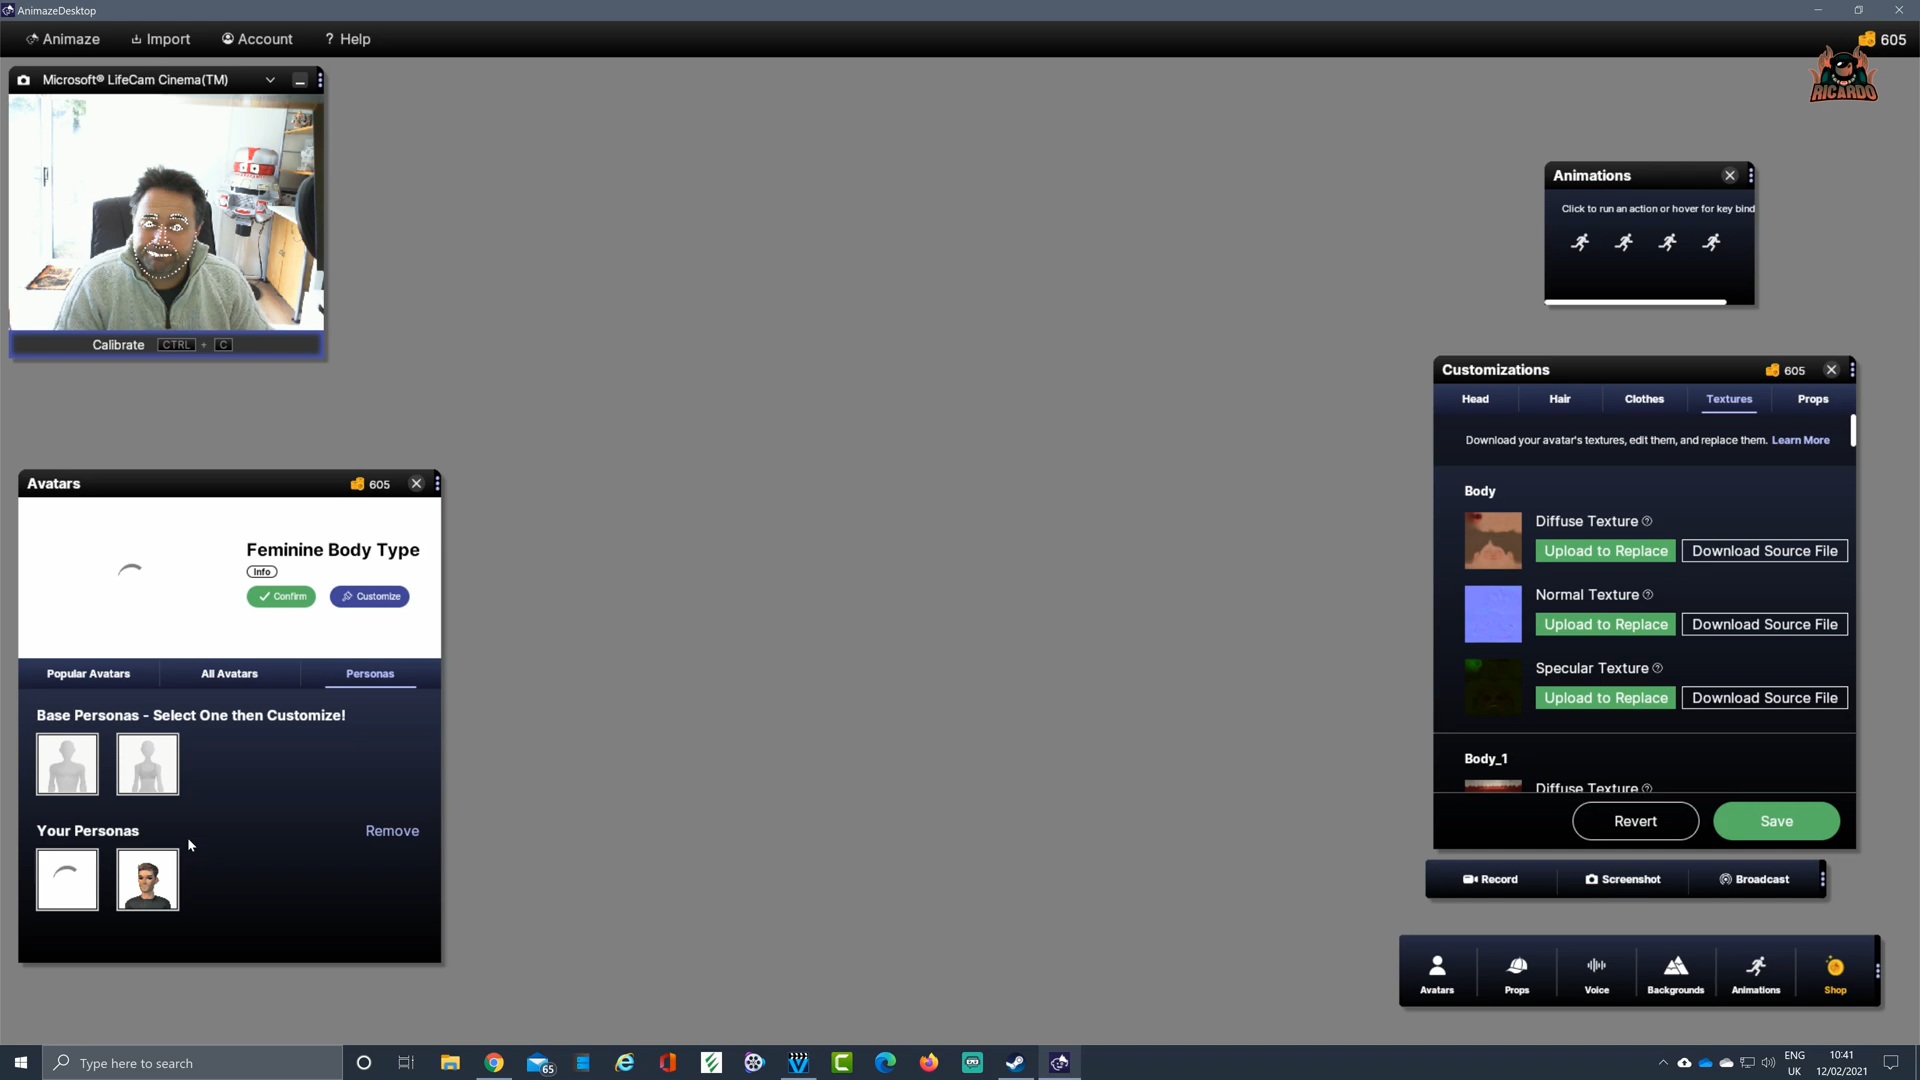 AnimazeDesktop
Animaze Import Account Help
605
RICARDO
Microsoft® LifeCam Cinema(TM)
Calibrate CTRL + C
Animations
Click to run an action or hover for key bind
Customizations 605
Head Hair Clothes Textures Props
Download your avatar's textures, edit them, and replace them. Learn More
Body
Diffuse Texture
Upload to Replace Download Source File
Normal Texture
Upload to Replace Download Source File
Specular Texture
Upload to Replace Download Source File
Body_1
Diffuse Texture
Revert Save
Record Screenshot Broadcast
Avatars Props Voice Backgrounds Animations Shop
Avatars 605
Feminine Body Type
Info
Confirm Customize
Popular Avatars All Avatars Personas
Base Personas - Select One then Customize!
Your Personas Remove
Type here to search
65
ENG
UK
10:41
12/02/2021